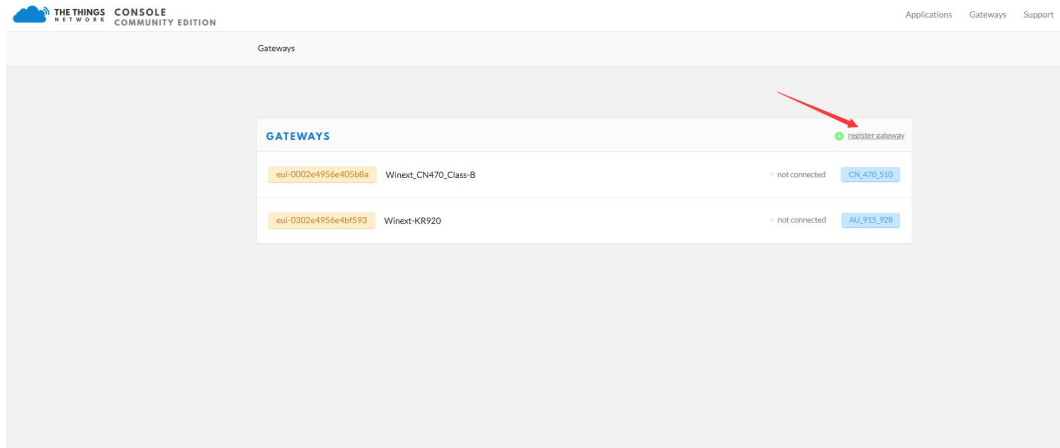 THE THINGS NETWORK CONSOLE COMMUNITY EDITION
Applications Gateways Support
Gateways
GATEWAYS register gateway
eui-0002e4956e405b8a Winext_CN470_Class-B not connected CN_470_510
eui-0302e4956e4bf593 Winext-KR920 not connected AU_915_928